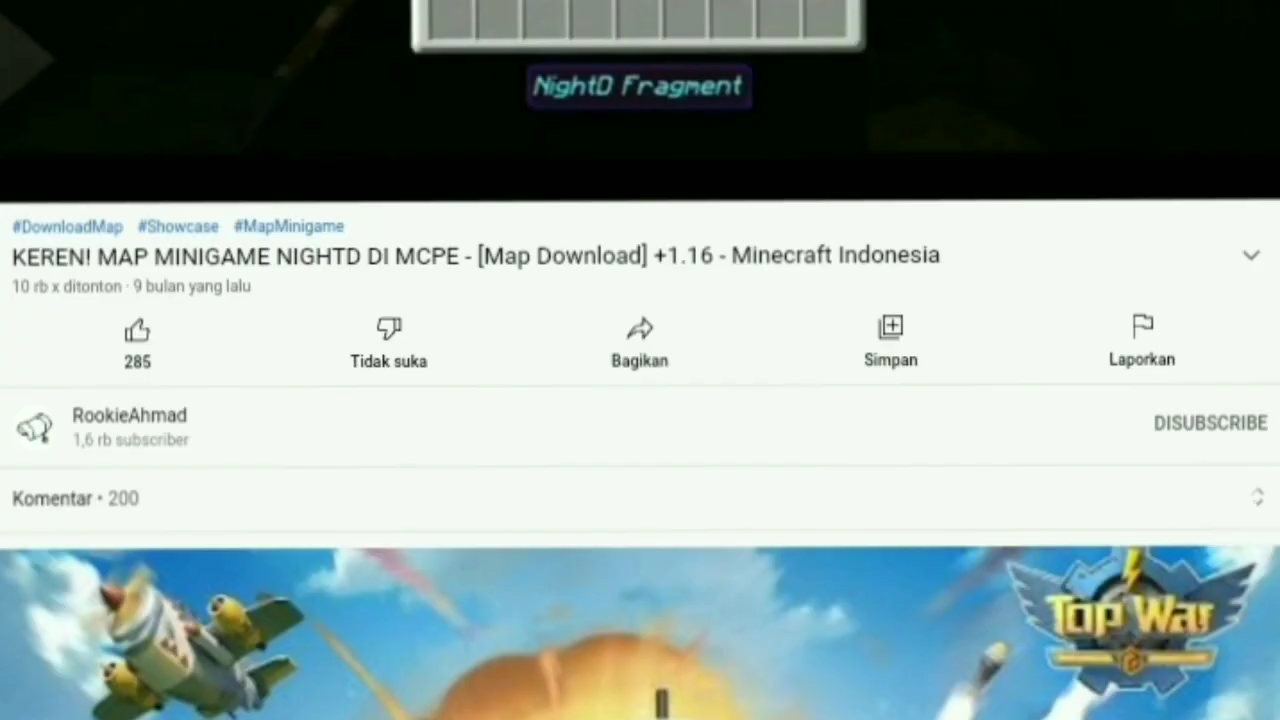 NightD Fragment
#DownloadMap #Showcase #MapMinigame
KEREN! MAP MINIGAME NIGHTD DI MCPE - [Map Download] +1.16 - Minecraft Indonesia
10 rb x ditonton · 9 bulan yang lalu
285 Tidak suka Bagikan Simpan Laporkan
RookieAhmad
1,6 rb subscriber
DISUBSCRIBE
Komentar • 200
Top War